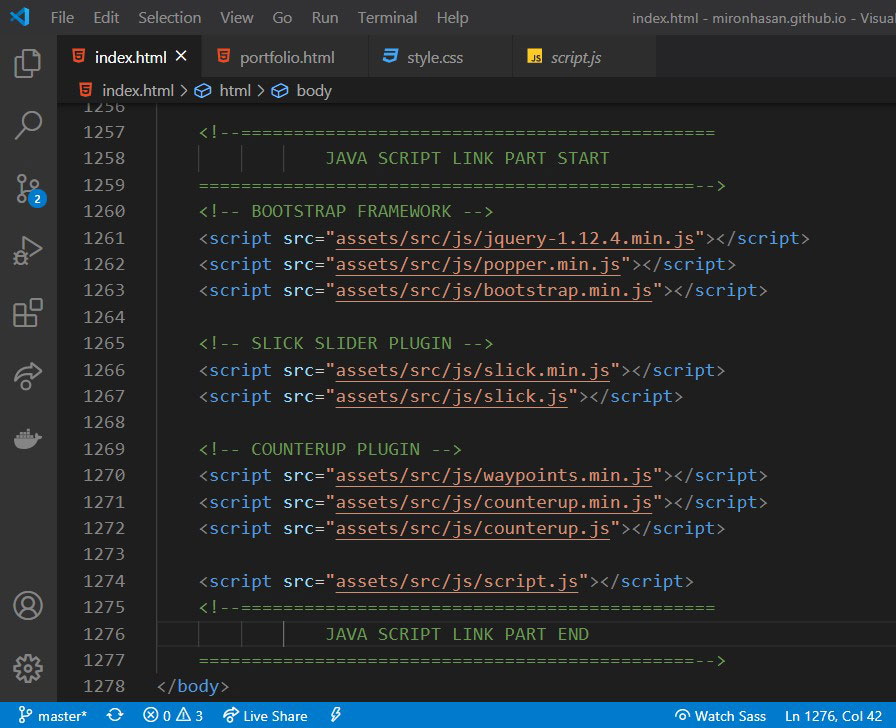 File Edit Selection View Go Run Terminal Help index.html - mironhasan.github.io - Visual
index.html portfolio.html style.css JS script.js
index.html > html > body
1256
1257 <!--=============================================
1258 JAVA SCRIPT LINK PART START
1259 ===============================================-->
1260 <!-- BOOTSTRAP FRAMEWORK -->
1261 <script src="assets/src/js/jquery-1.12.4.min.js"></script>
1262 <script src="assets/src/js/popper.min.js"></script>
1263 <script src="assets/src/js/bootstrap.min.js"></script>
1264
1265 <!-- SLICK SLIDER PLUGIN -->
1266 <script src="assets/src/js/slick.min.js"></script>
1267 <script src="assets/src/js/slick.js"></script>
1268
1269 <!-- COUNTERUP PLUGIN -->
1270 <script src="assets/src/js/waypoints.min.js"></script>
1271 <script src="assets/src/js/counterup.min.js"></script>
1272 <script src="assets/src/js/counterup.js"></script>
1273
1274 <script src="assets/src/js/script.js"></script>
1275 <!--=============================================
1276 JAVA SCRIPT LINK PART END
1277 ===============================================-->
1278 </body>
2
master* 0 3 Live Share Watch Sass Ln 1276, Col 42